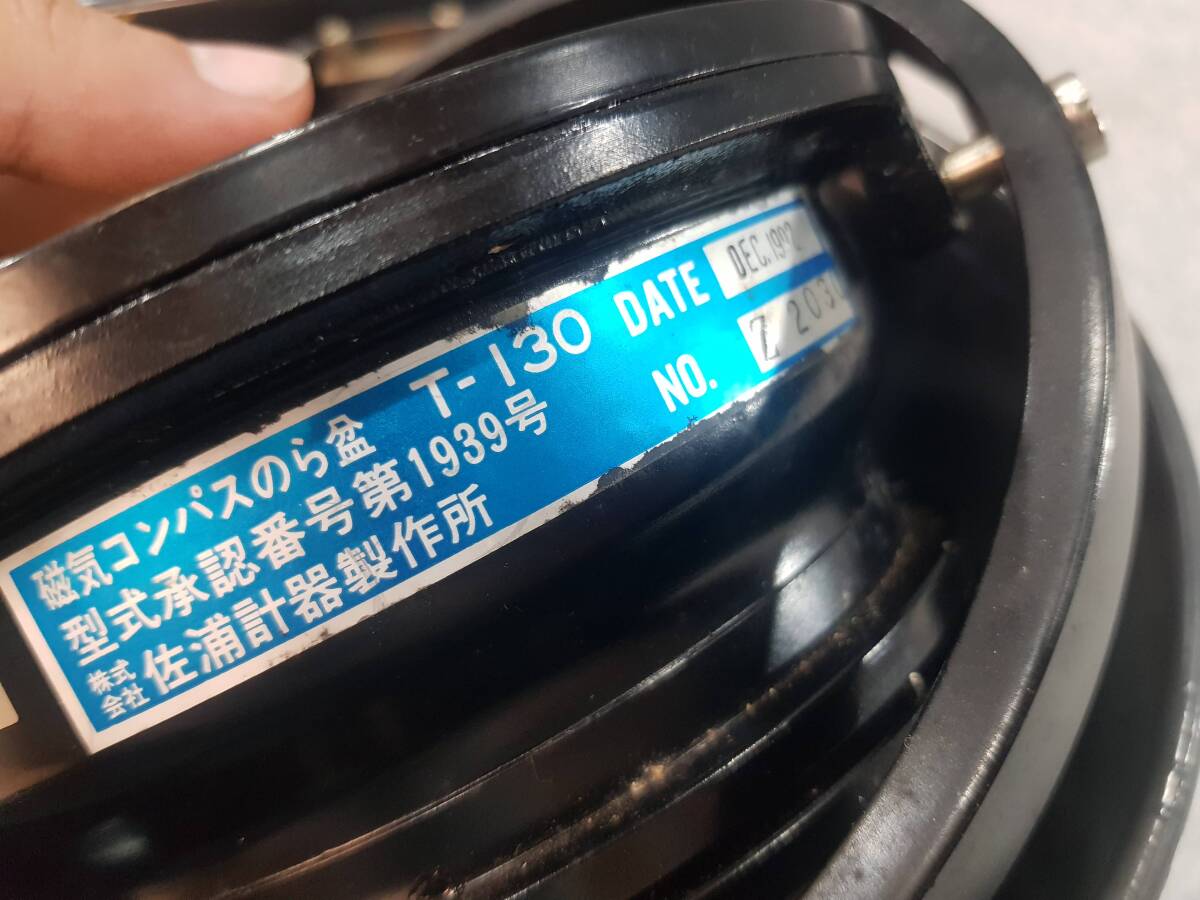 磁気コンパスのら盆 T-130
型式承認番号第1939号
株式会社 佐浦計器製作所
DATE DEC.1992
NO. Z